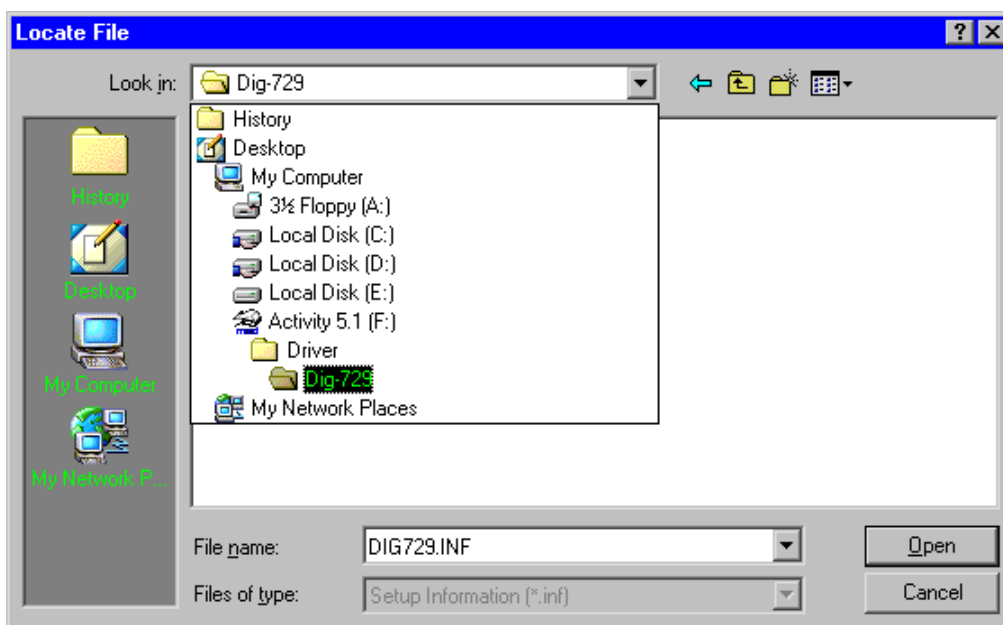 Locate File
Look in:
Dig-729
History
Desktop
My Computer
3½ Floppy (A:)
Local Disk (C:)
Local Disk (D:)
Local Disk (E:)
Activity 5.1 (F:)
Driver
Dig-729
My Network Places
History
Desktop
My Computer
My Network P...
File name:
DIG729.INF
Open
Files of type:
Setup Information (*.inf)
Cancel